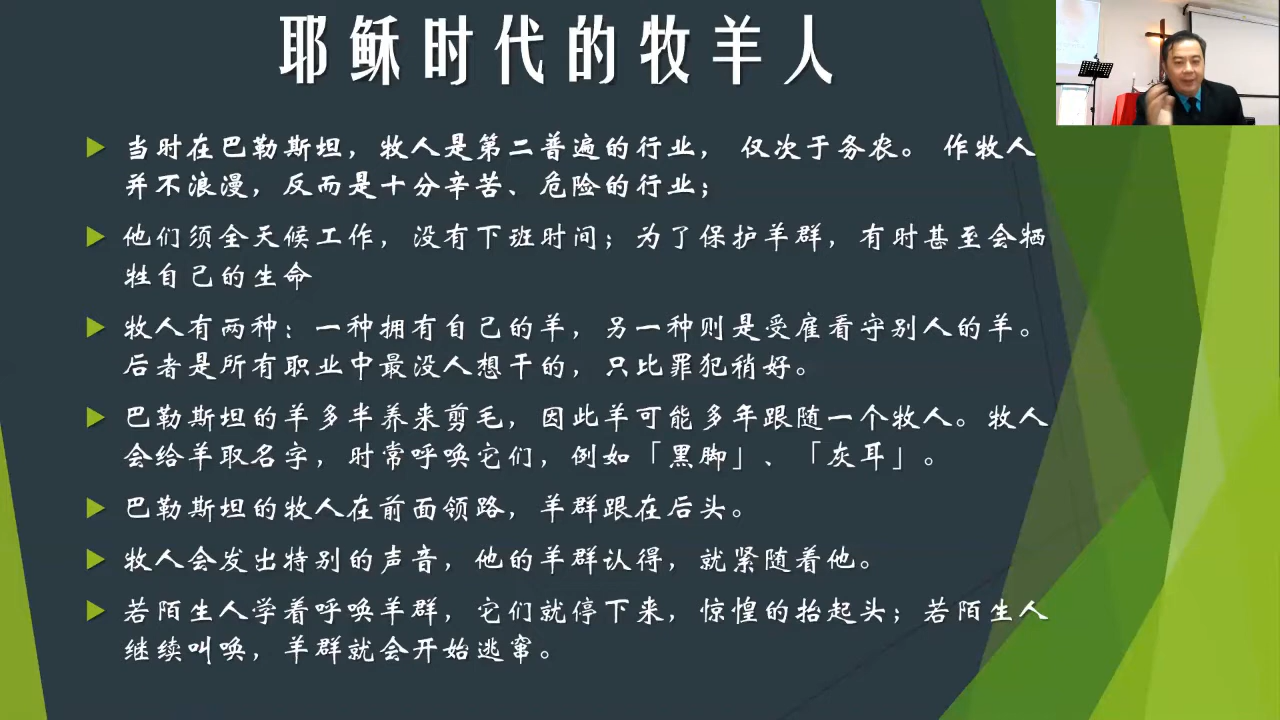 耶稣时代的牧羊人
当时在巴勒斯坦，牧人是第二普遍的行业， 仅次于务农。 作牧人
并不浪漫，反而是十分辛苦、危险的行业；
他们须全天候工作，没有下班时间；为了保护羊群，有时甚至会牺
牲自己的生命
牧人有两种：一种拥有自己的羊，另一种则是受雇看守别人的羊。
后者是所有职业中最没人想干的，只比罪犯稍好。
巴勒斯坦的羊多半养来剪毛，因此羊可能多年跟随一个牧人。牧人
会给羊取名字，时常呼唤它们，例如「黑脚」、「灰耳」。
巴勒斯坦的牧人在前面领路，羊群跟在后头。
牧人会发出特别的声音，他的羊群认得，就紧随着他。
若陌生人学着呼唤羊群，它们就停下来，惊惶的抬起头；若陌生人
继续叫唤，羊群就会开始逃窜。